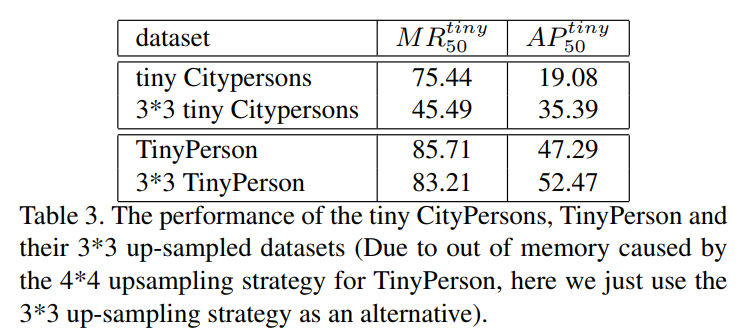 dataset MR^{tiny}_{50} AP^{tiny}_{50}
tiny Citypersons 75.44 19.08
3*3 tiny Citypersons 45.49 35.39
TinyPerson 85.71 47.29
3*3 TinyPerson 83.21 52.47
Table 3. The performance of the tiny CityPersons, TinyPerson and
their 3*3 up-sampled datasets (Due to out of memory caused by
the 4*4 upsampling strategy for TinyPerson, here we just use the
3*3 up-sampling strategy as an alternative).